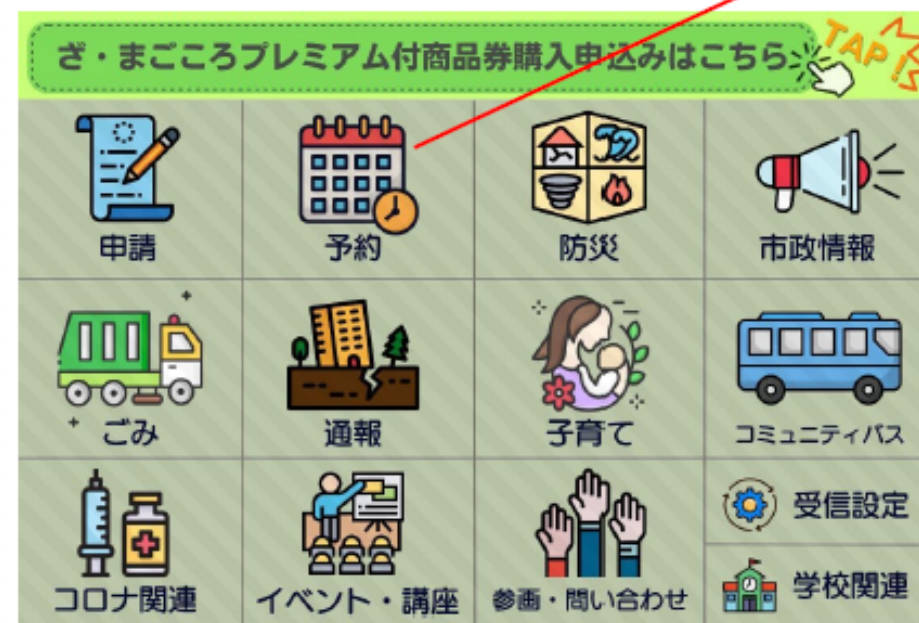 ざ・まごころプレミアム付商品券購入申込みはこちら
TAP
申請
予約
防災
市政情報
ごみ
通報
子育て
コミュニティバス
コロナ関連
イベント・講座
参画・問い合わせ
受信設定
学校関連